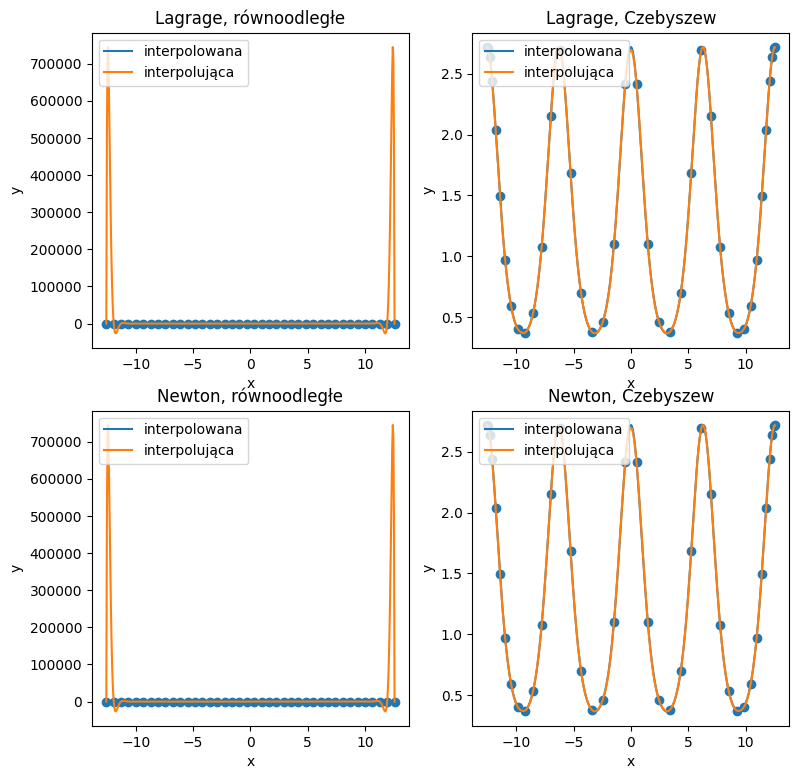 Lagrage, równoodległe
interpolowana
interpolująca
y
700000
600000
500000
400000
300000
200000
100000
0
−10 −5 0 5 10
x
Lagrage, Czebyszew
interpolowana
interpolująca
y
2.5
2.0
1.5
1.0
0.5
−10 −5 0 5 10
x
Newton, równoodległe
interpolowana
interpolująca
y
700000
600000
500000
400000
300000
200000
100000
0
−10 −5 0 5 10
x
Newton, Czebyszew
interpolowana
interpolująca
y
2.5
2.0
1.5
1.0
0.5
−10 −5 0 5 10
x